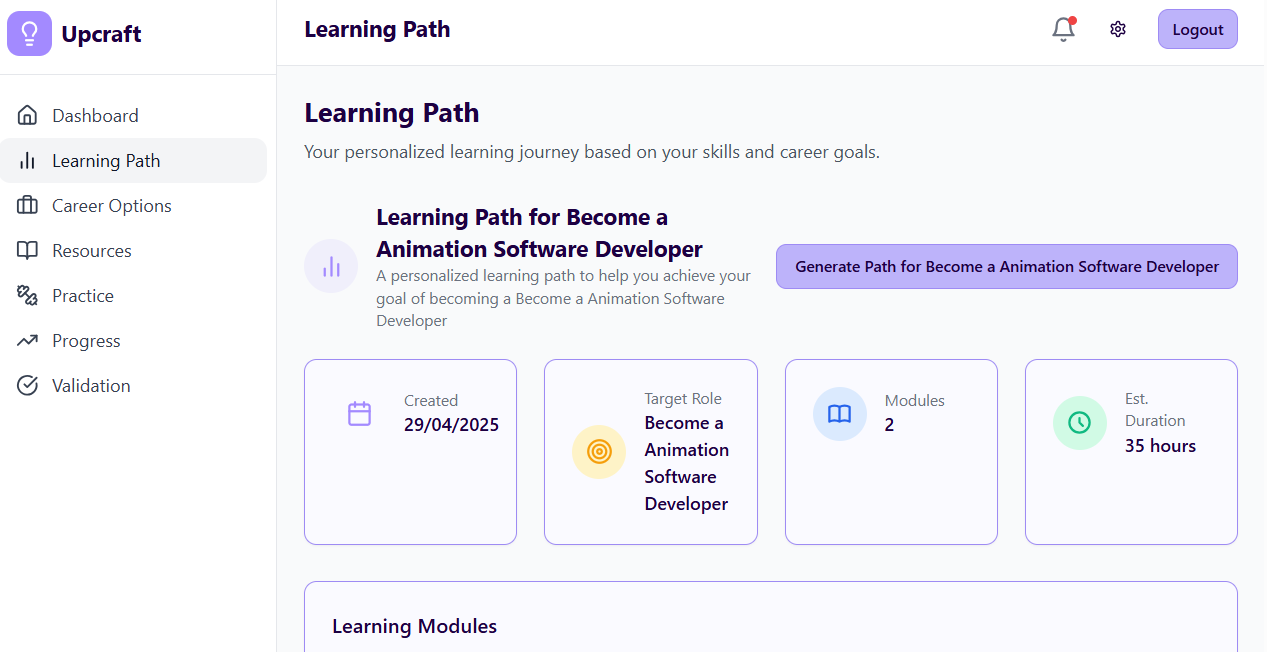 Upcraft
Learning Path
Logout
Dashboard
Learning Path
Career Options
Resources
Practice
Progress
Validation
Learning Path
Your personalized learning journey based on your skills and career goals.
Learning Path for Become a
Animation Software Developer
A personalized learning path to help you achieve your
goal of becoming a Become a Animation Software
Developer
Generate Path for Become a Animation Software Developer
Created
29/04/2025
Target Role
Become a
Animation
Software
Developer
Modules
2
Est.
Duration
35 hours
Learning Modules